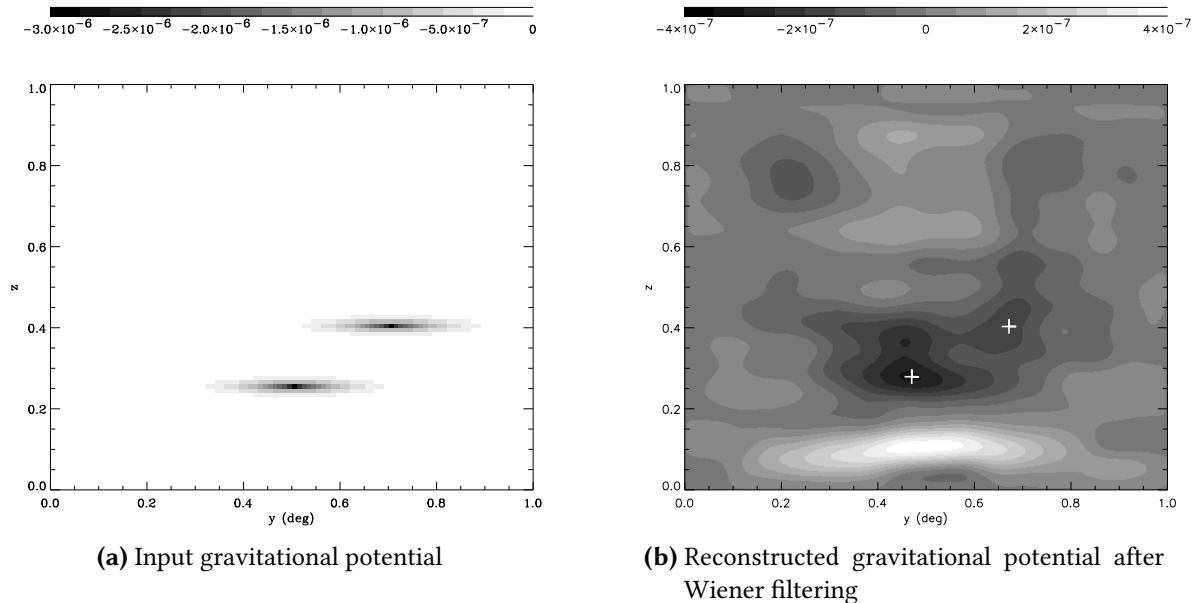 −3.0×10⁻⁶ −2.5×10⁻⁶ −2.0×10⁻⁶ −1.5×10⁻⁶ −1.0×10⁻⁶ −5.0×10⁻⁷ 0
1.0
0.8
0.6
0.4
0.2
0.0
z
0.0 0.2 0.4 0.6 0.8 1.0
y (deg)
(a) Input gravitational potential
−4×10⁻⁷ −2×10⁻⁷ 0 2×10⁻⁷ 4×10⁻⁷
1.0
0.8
0.6
0.4
0.2
0.0
z
0.0 0.2 0.4 0.6 0.8 1.0
y (deg)
(b) Reconstructed gravitational potential after
Wiener filtering